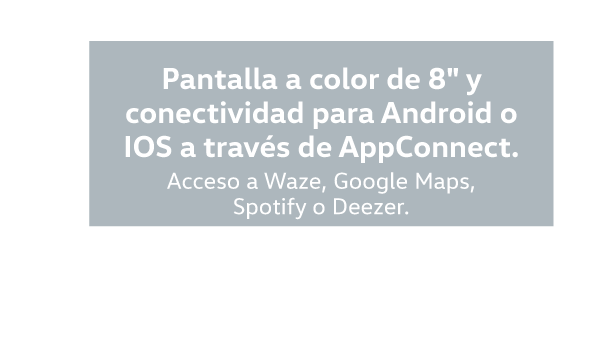 Pantalla a color de 8" y
conectividad para Android o
IOS a través de AppConnect.
Acceso a Waze, Google Maps,
Spotify o Deezer.